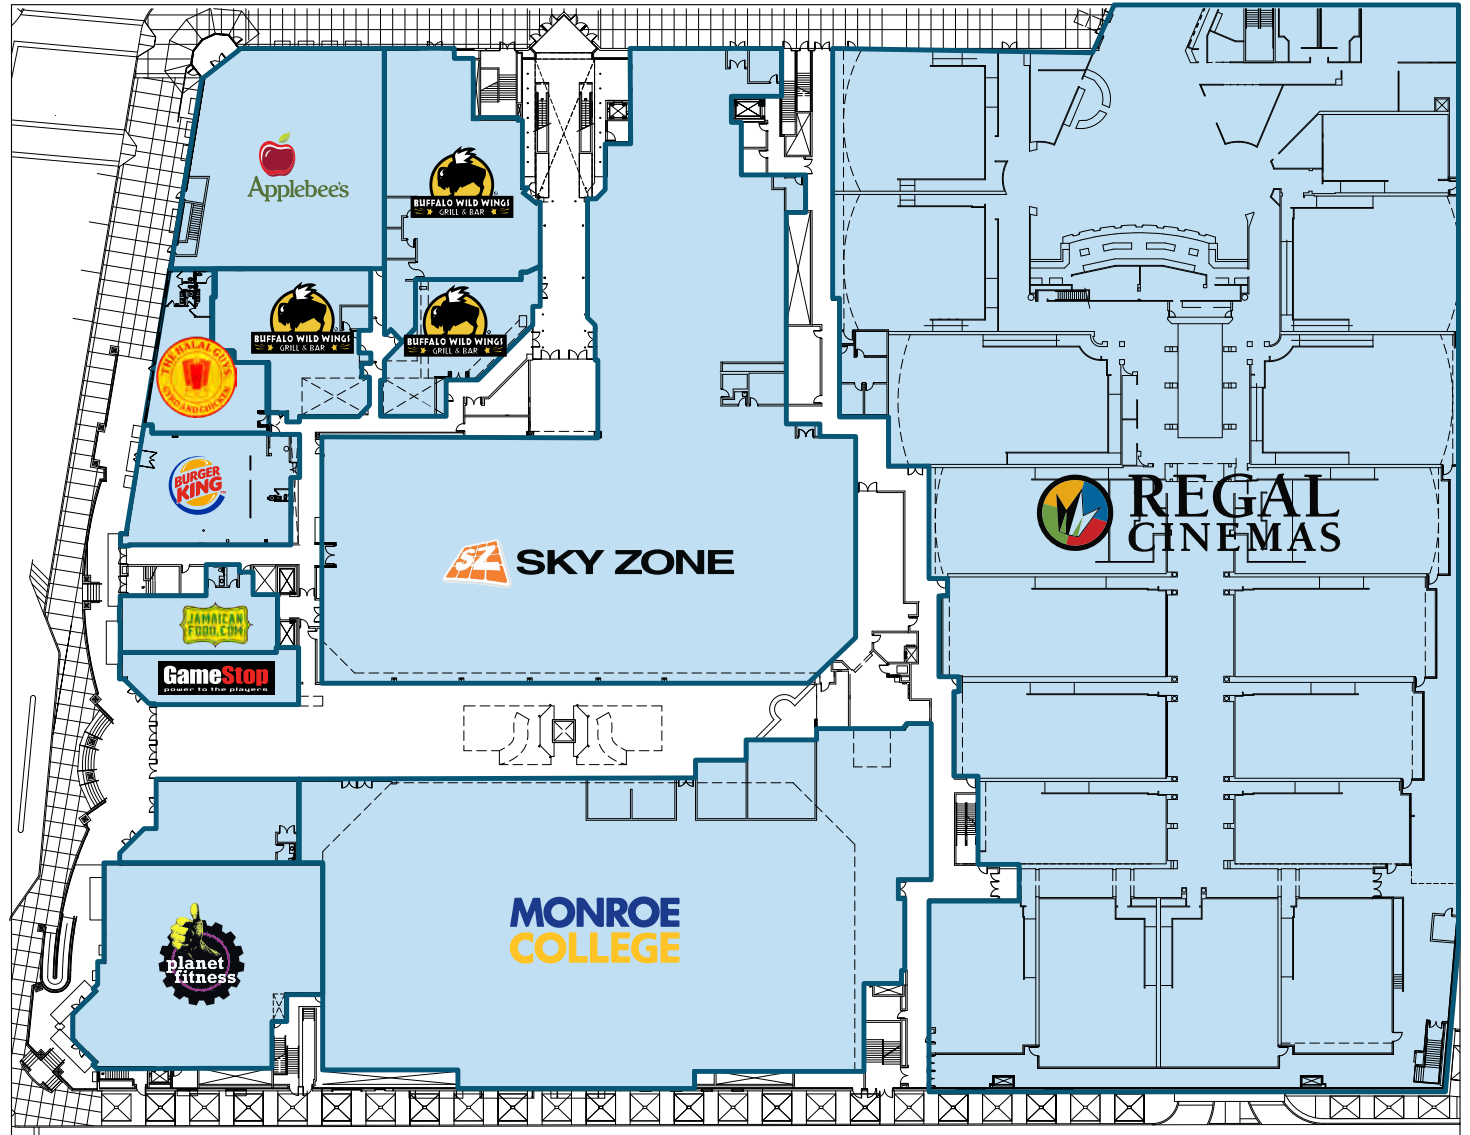 Applebee's
BUFFALO WILD WINGS
GRILL & BAR
BUFFALO WILD WINGS
GRILL & BAR
BUFFALO WILD WINGS
GRILL & BAR
THE HALAL GUYS
GYRO AND CHICKEN
BURGER
KING
REGAL
CINEMAS
SZ SKY ZONE
JAMAICAN
FOOD.COM
GameStop
power to the players
MONROE
COLLEGE
planet
fitness